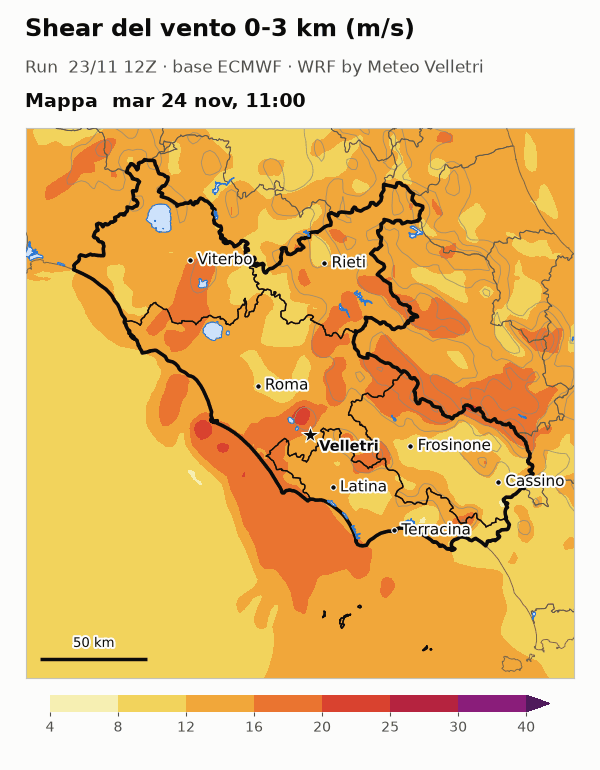 Shear del vento 0-3 km (m/s)
Run  23/11 12Z · base ECMWF · WRF by Meteo Velletri
Mappa  mar 24 nov, 11:00
Viterbo
Rieti
Roma
Velletri
Frosinone
Cassino
Latina
Terracina
50 km
4 8 12 16 20 25 30 40